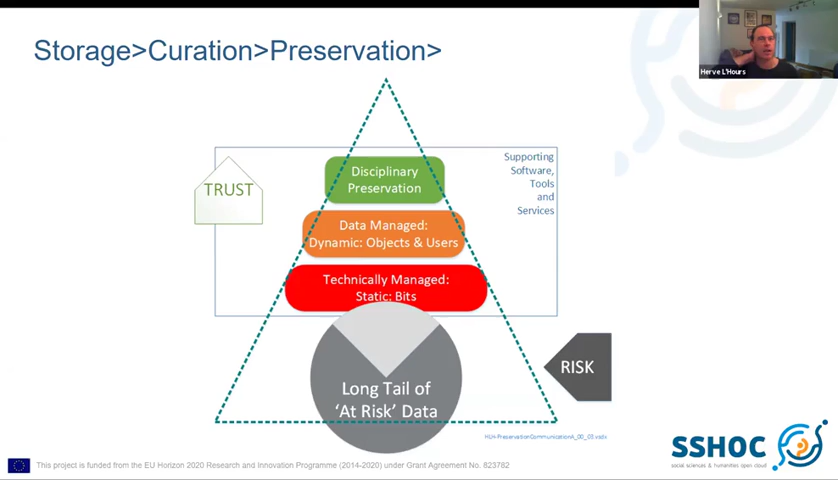 Storage>Curation>Preservation>
Herve L'Hours
Supporting
Software,
Tools
and
Services
TRUST
Disciplinary
Preservation
Data Managed:
Dynamic: Objects & Users
Technically Managed:
Static: Bits
RISK
Long Tail of
‘At Risk’ Data
SSHOC
social sciences & humanities open cloud
This project is funded from the EU Horizon 2020 Research and Innovation Programme (2014-2020) under Grant Agreement No. 823782